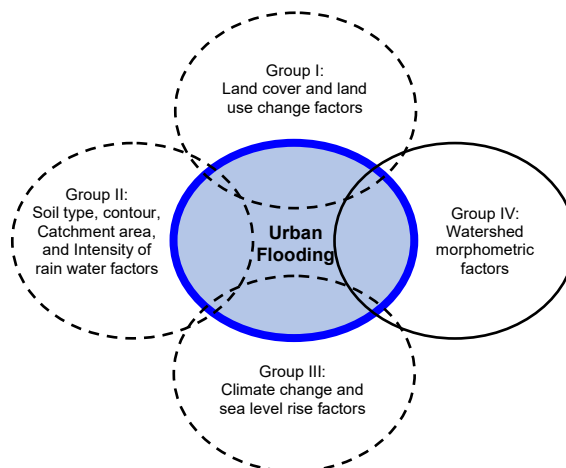 Group I:
Land cover and land
use change factors
Group II:
Soil type, contour,
Catchment area,
and Intensity of
rain water factors
Urban
Flooding
Group IV:
Watershed
morphometric
factors
Group III:
Climate change and
sea level rise factors